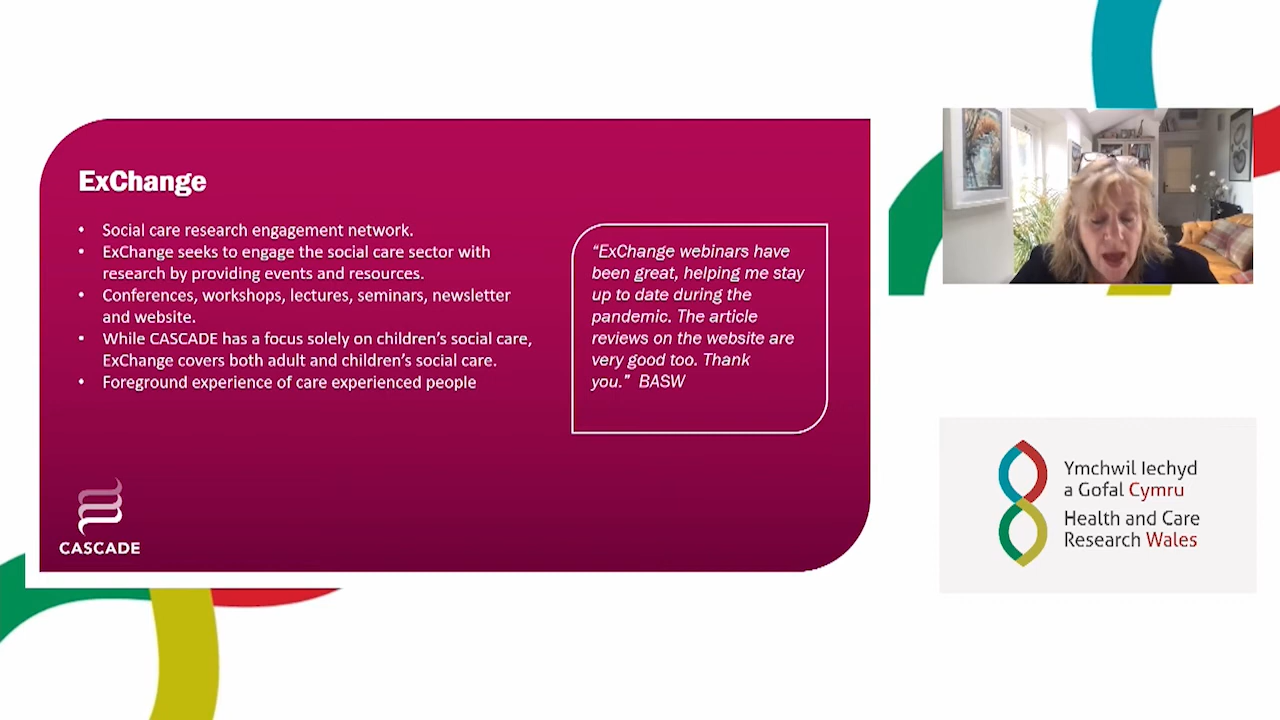 ExChange
• Social care research engagement network.
• ExChange seeks to engage the social care sector with
research by providing events and resources.
• Conferences, workshops, lectures, seminars, newsletter
and website.
• While CASCADE has a focus solely on children’s social care,
ExChange covers both adult and children’s social care.
• Foreground experience of care experienced people
“ExChange webinars have
been great, helping me stay
up to date during the
pandemic. The article
reviews on the website are
very good too. Thank
you.” BASW
CASCADE
Ymchwil Iechyd
a Gofal Cymru
Health and Care
Research Wales